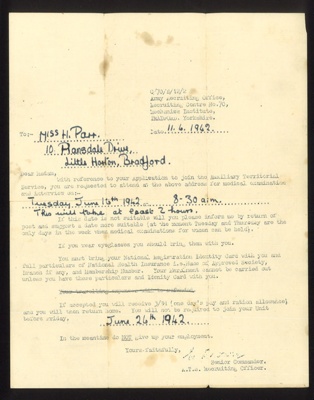 Army Recruiting Office,
Recruiting Centre No.30,
Mechanics Institute,
Yorkshire.
Date. 11.6.1942.
To:- Miss H. Parr.
10. Hansdale Drive,
Little Horton, Bradford.
Dear Madam,
With reference to your application to join the Auxiliary Territorial
Service, you are requested to attend at the above address for medical examination
and interview on:-
Tuesday June 16th 1942. 8-30 a.m.
This will take at least 2 hours.
If this date is not suitable will you please inform me by return of
post and suggest a date more suitable (at the moment Tuesday and Thursday are the
only days in the week when medical examinations for women can be held).
If you wear eyeglasses you should bring them with you.
You must bring your National Registration Identity Card with you and
full particulars of National Health Insurance i.e. Name of Approved Society,
Branch if any, and Membership Number. Your Enrolment cannot be carried out
unless you have these particulars and Identity Card with you.
If accepted you will receive 3/4 (one day's pay and ration allowance)
and you will then return home. You will not be required to join your Unit
before Friday,
June 26th 1942.
In the meantime do NOT give up your employment.
Yours faithfully,
Senior Commander.
A.T.S. Recruiting Officer.